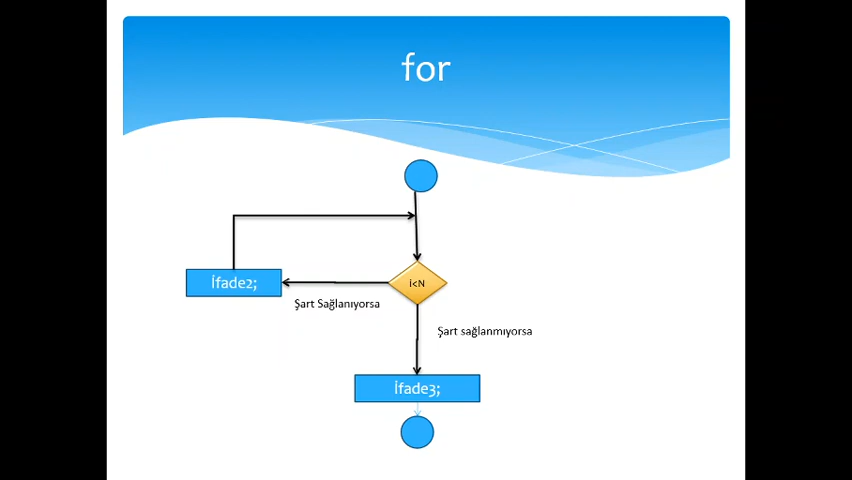 for
İfade2;
i<N
Şart Sağlanıyorsa
Şart sağlanmıyorsa
İfade3;